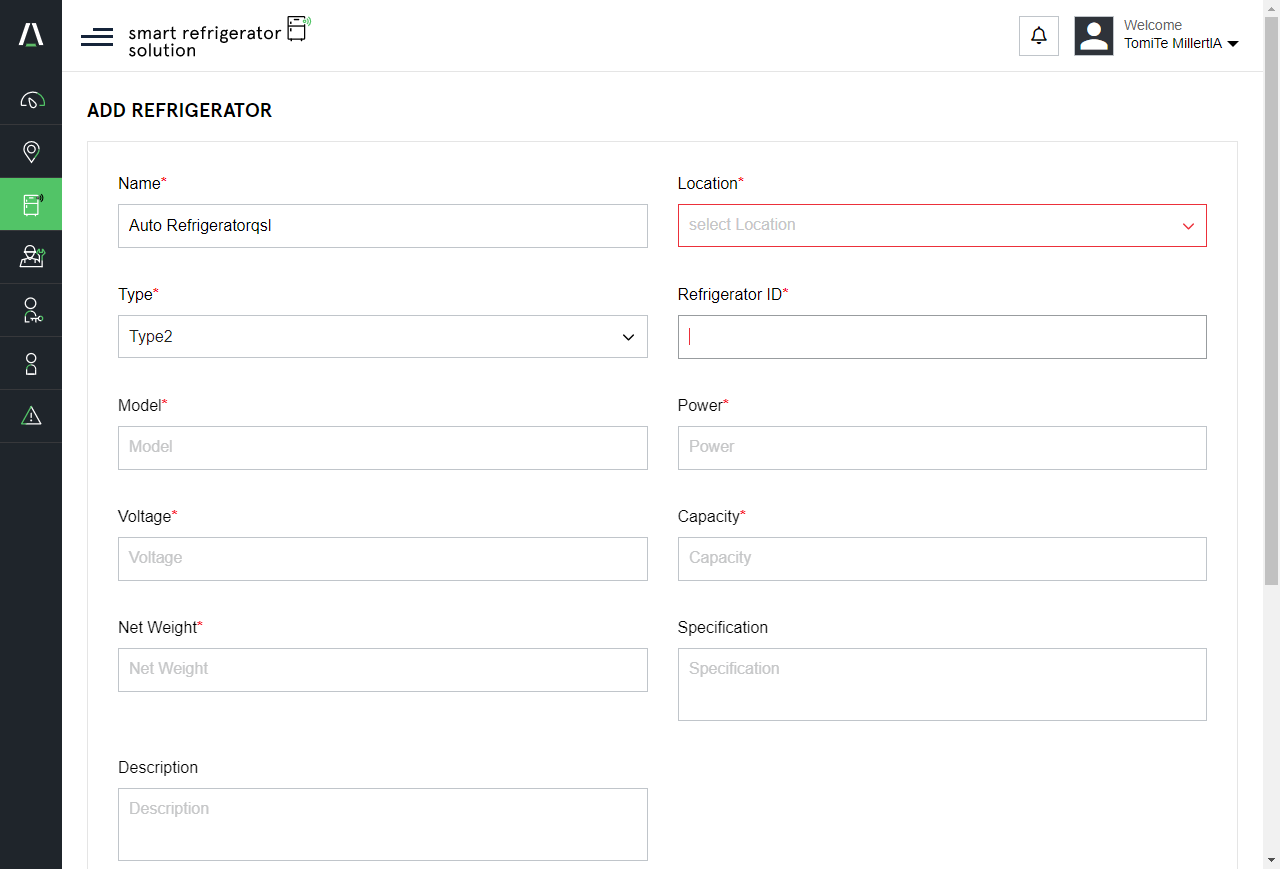 smart refrigerator
solution
Welcome
TomiTe MillertlA
ADD REFRIGERATOR
Name*
Location*
Auto Refrigeratorqsl
select Location
Type*
Refrigerator ID*
Type2
Model*
Power*
Model
Power
Voltage*
Capacity*
Voltage
Capacity
Net Weight*
Specification
Net Weight
Specification
Description
Description